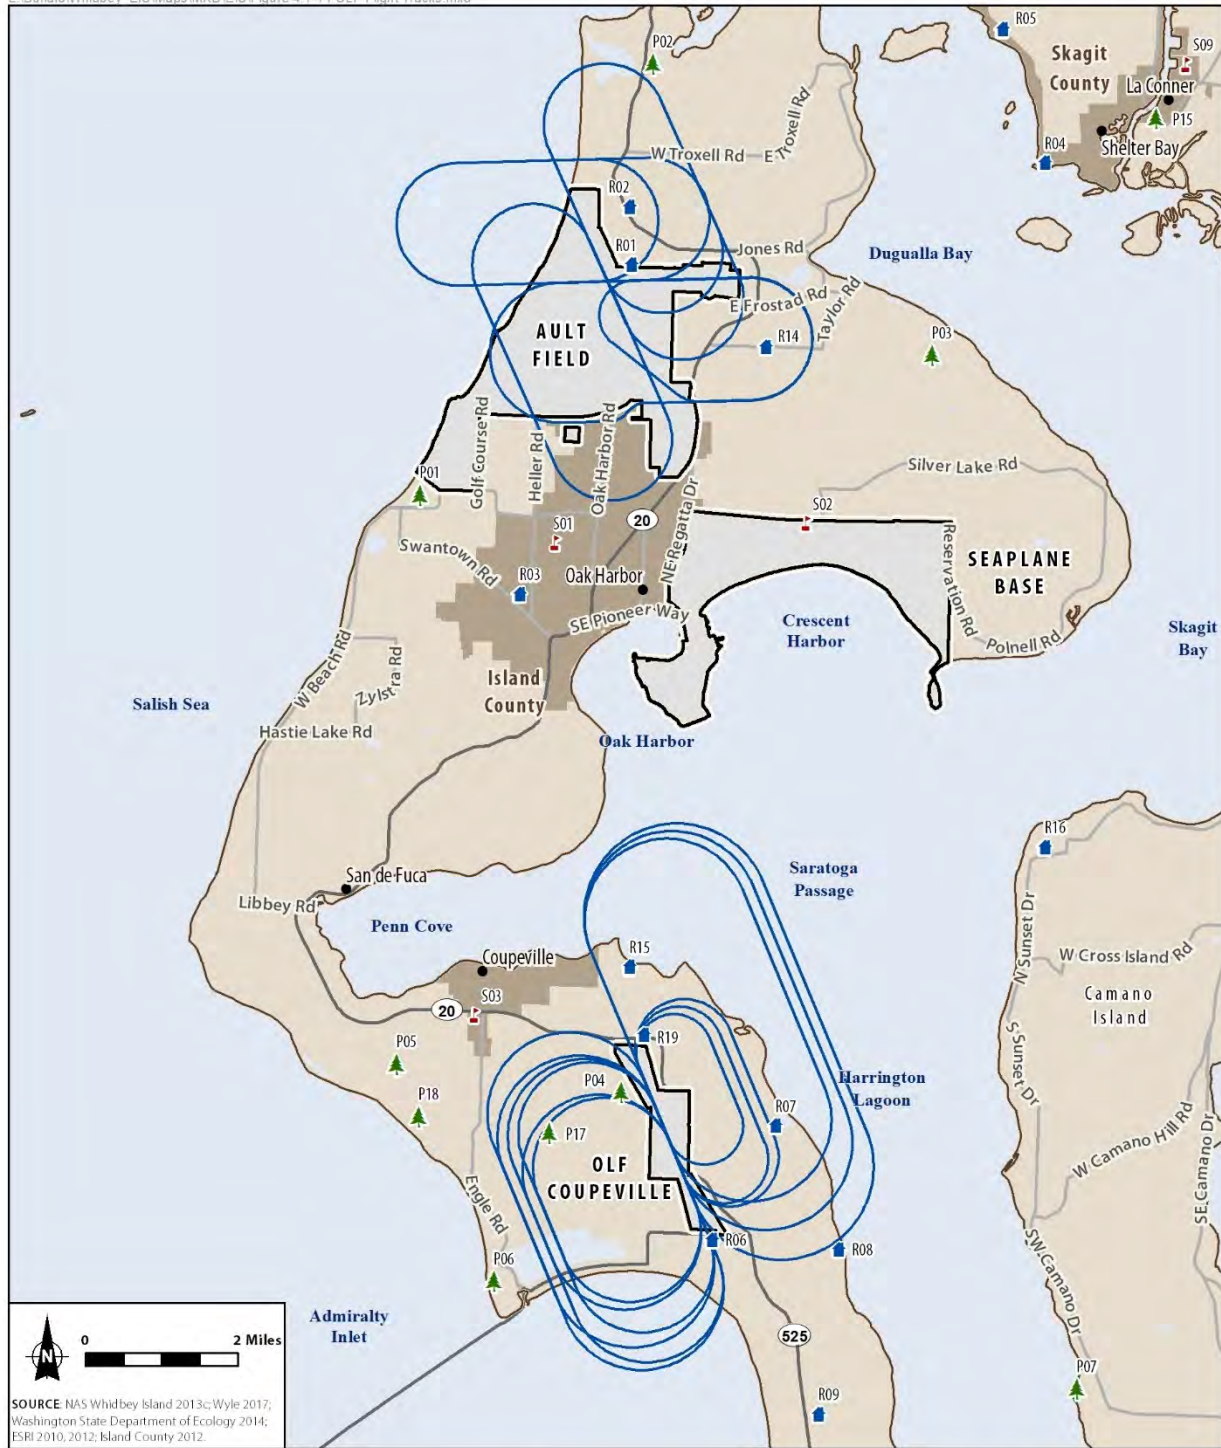 R05
P02
S09
Skagit
County
La Conner
P15
W Troxell Rd
E Troxell Rd
R04
Shelter Bay
R02
R01
Jones Rd
Dugualla Bay
E Frostad Rd
Taylor Rd
AULT
FIELD
R14
P03
Golf Course Rd
Heller Rd
Oak Harbor Rd
P01
Silver Lake Rd
S02
20
S01
NE Regatta Dr
Swantown Rd
Reservation Rd
SEAPLANE
BASE
R03
Oak Harbor
SE Pioneer Way
Crescent
Harbor
Skagit
Bay
Polnell Rd
W Beach Rd
Zylstra Rd
Island
County
Salish Sea
Hastie Lake Rd
Oak Harbor
R16
San de Fuca
Saratoga
Passage
Libbey Rd
Penn Cove
N Sunset Dr
Coupeville
R15
W Cross Island Rd
S03
20
Camano
Island
R19
P05
S Sunset Dr
P04
Harrington
Lagoon
P18
R07
P17
W Camano Hill Rd
OLF
COUPEVILLE
SE Camano Dr
Engle Rd
R06
R08
SW Camano Dr
P06
Admiralty
Inlet
525
P07
R09
N
0 2 Miles
SOURCE: NAS Whidbey Island 2013c; Wyle 2017;
Washington State Department of Ecology 2014;
ESRI 2010, 2012; Island County 2012.